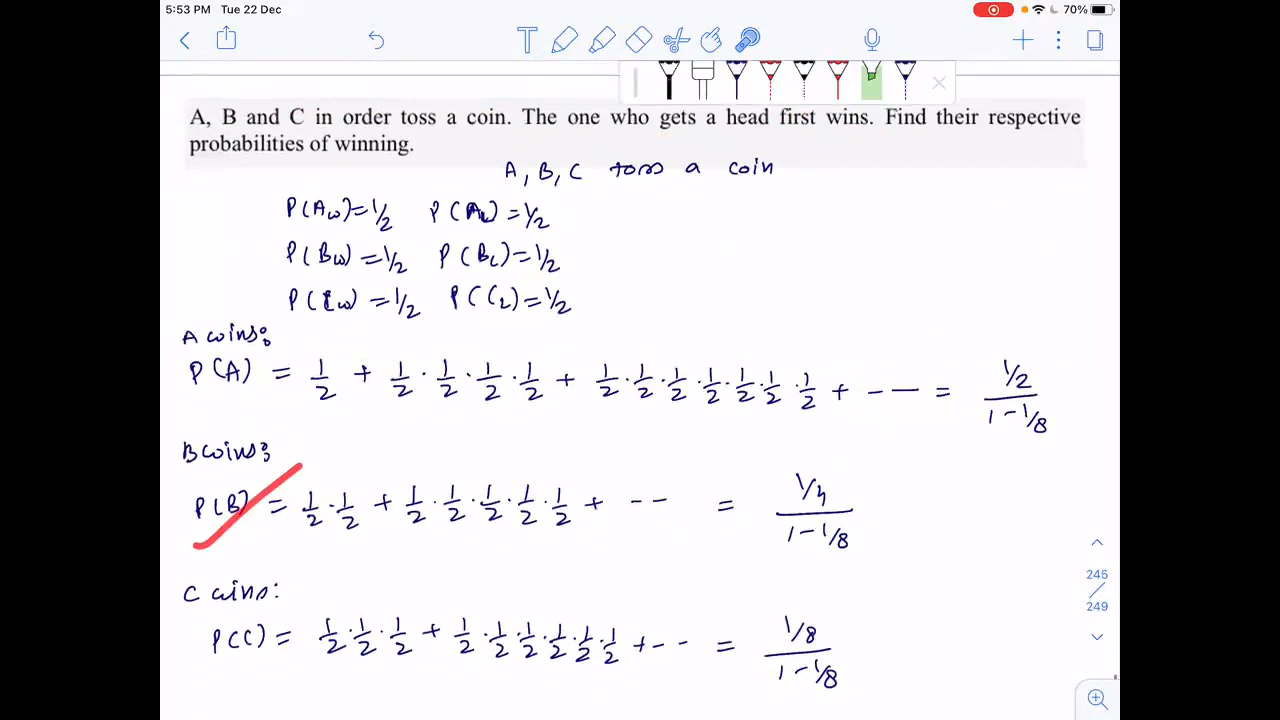 5:53 PM Tue 22 Dec
70%
A, B and C in order toss a coin. The one who gets a head first wins. Find their respective
probabilities of winning.
A, B, C toss a coin
P(Aw)=1/2 P(AL)=1/2
P(Bw)=1/2 P(BL)=1/2
P(Cw)=1/2 P(CL)=1/2
A wins:
P(A) = 1/2 + 1/2 · 1/2 · 1/2 · 1/2 + 1/2 · 1/2 · 1/2 · 1/2 · 1/2 · 1/2 · 1/2 + - — = (1/2)/(1-1/8)
B wins:
P(B) = 1/2 · 1/2 + 1/2 · 1/2 · 1/2 · 1/2 · 1/2 + - - = (1/4)/(1-1/8)
C wins:
P(C) = 1/2 · 1/2 · 1/2 + 1/2 · 1/2 · 1/2 · 1/2 · 1/2 · 1/2 + - - = (1/8)/(1-1/8)
245
/
249